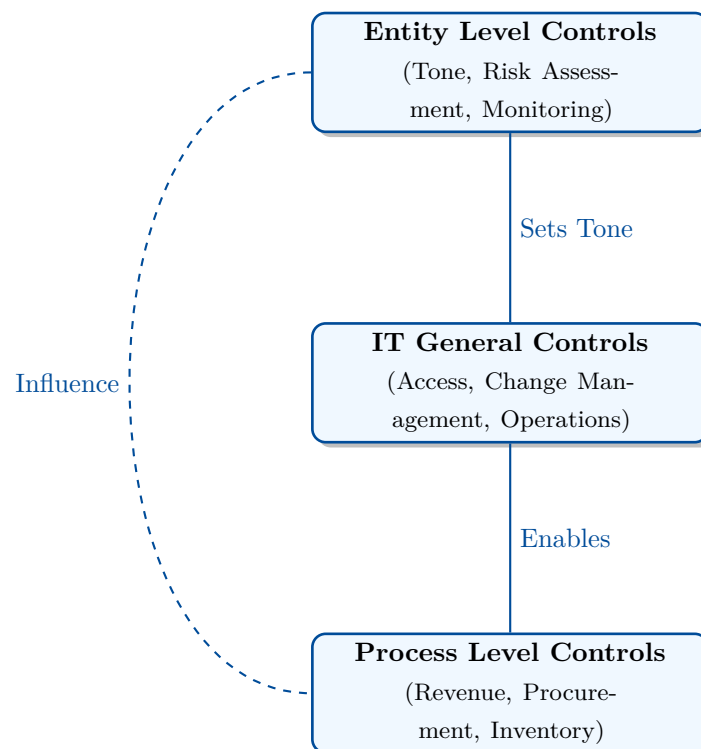 Entity Level Controls
(Tone, Risk Assess-
ment, Monitoring)
Sets Tone
IT General Controls
(Access, Change Man-
agement, Operations)
Influence
Enables
Process Level Controls
(Revenue, Procure-
ment, Inventory)